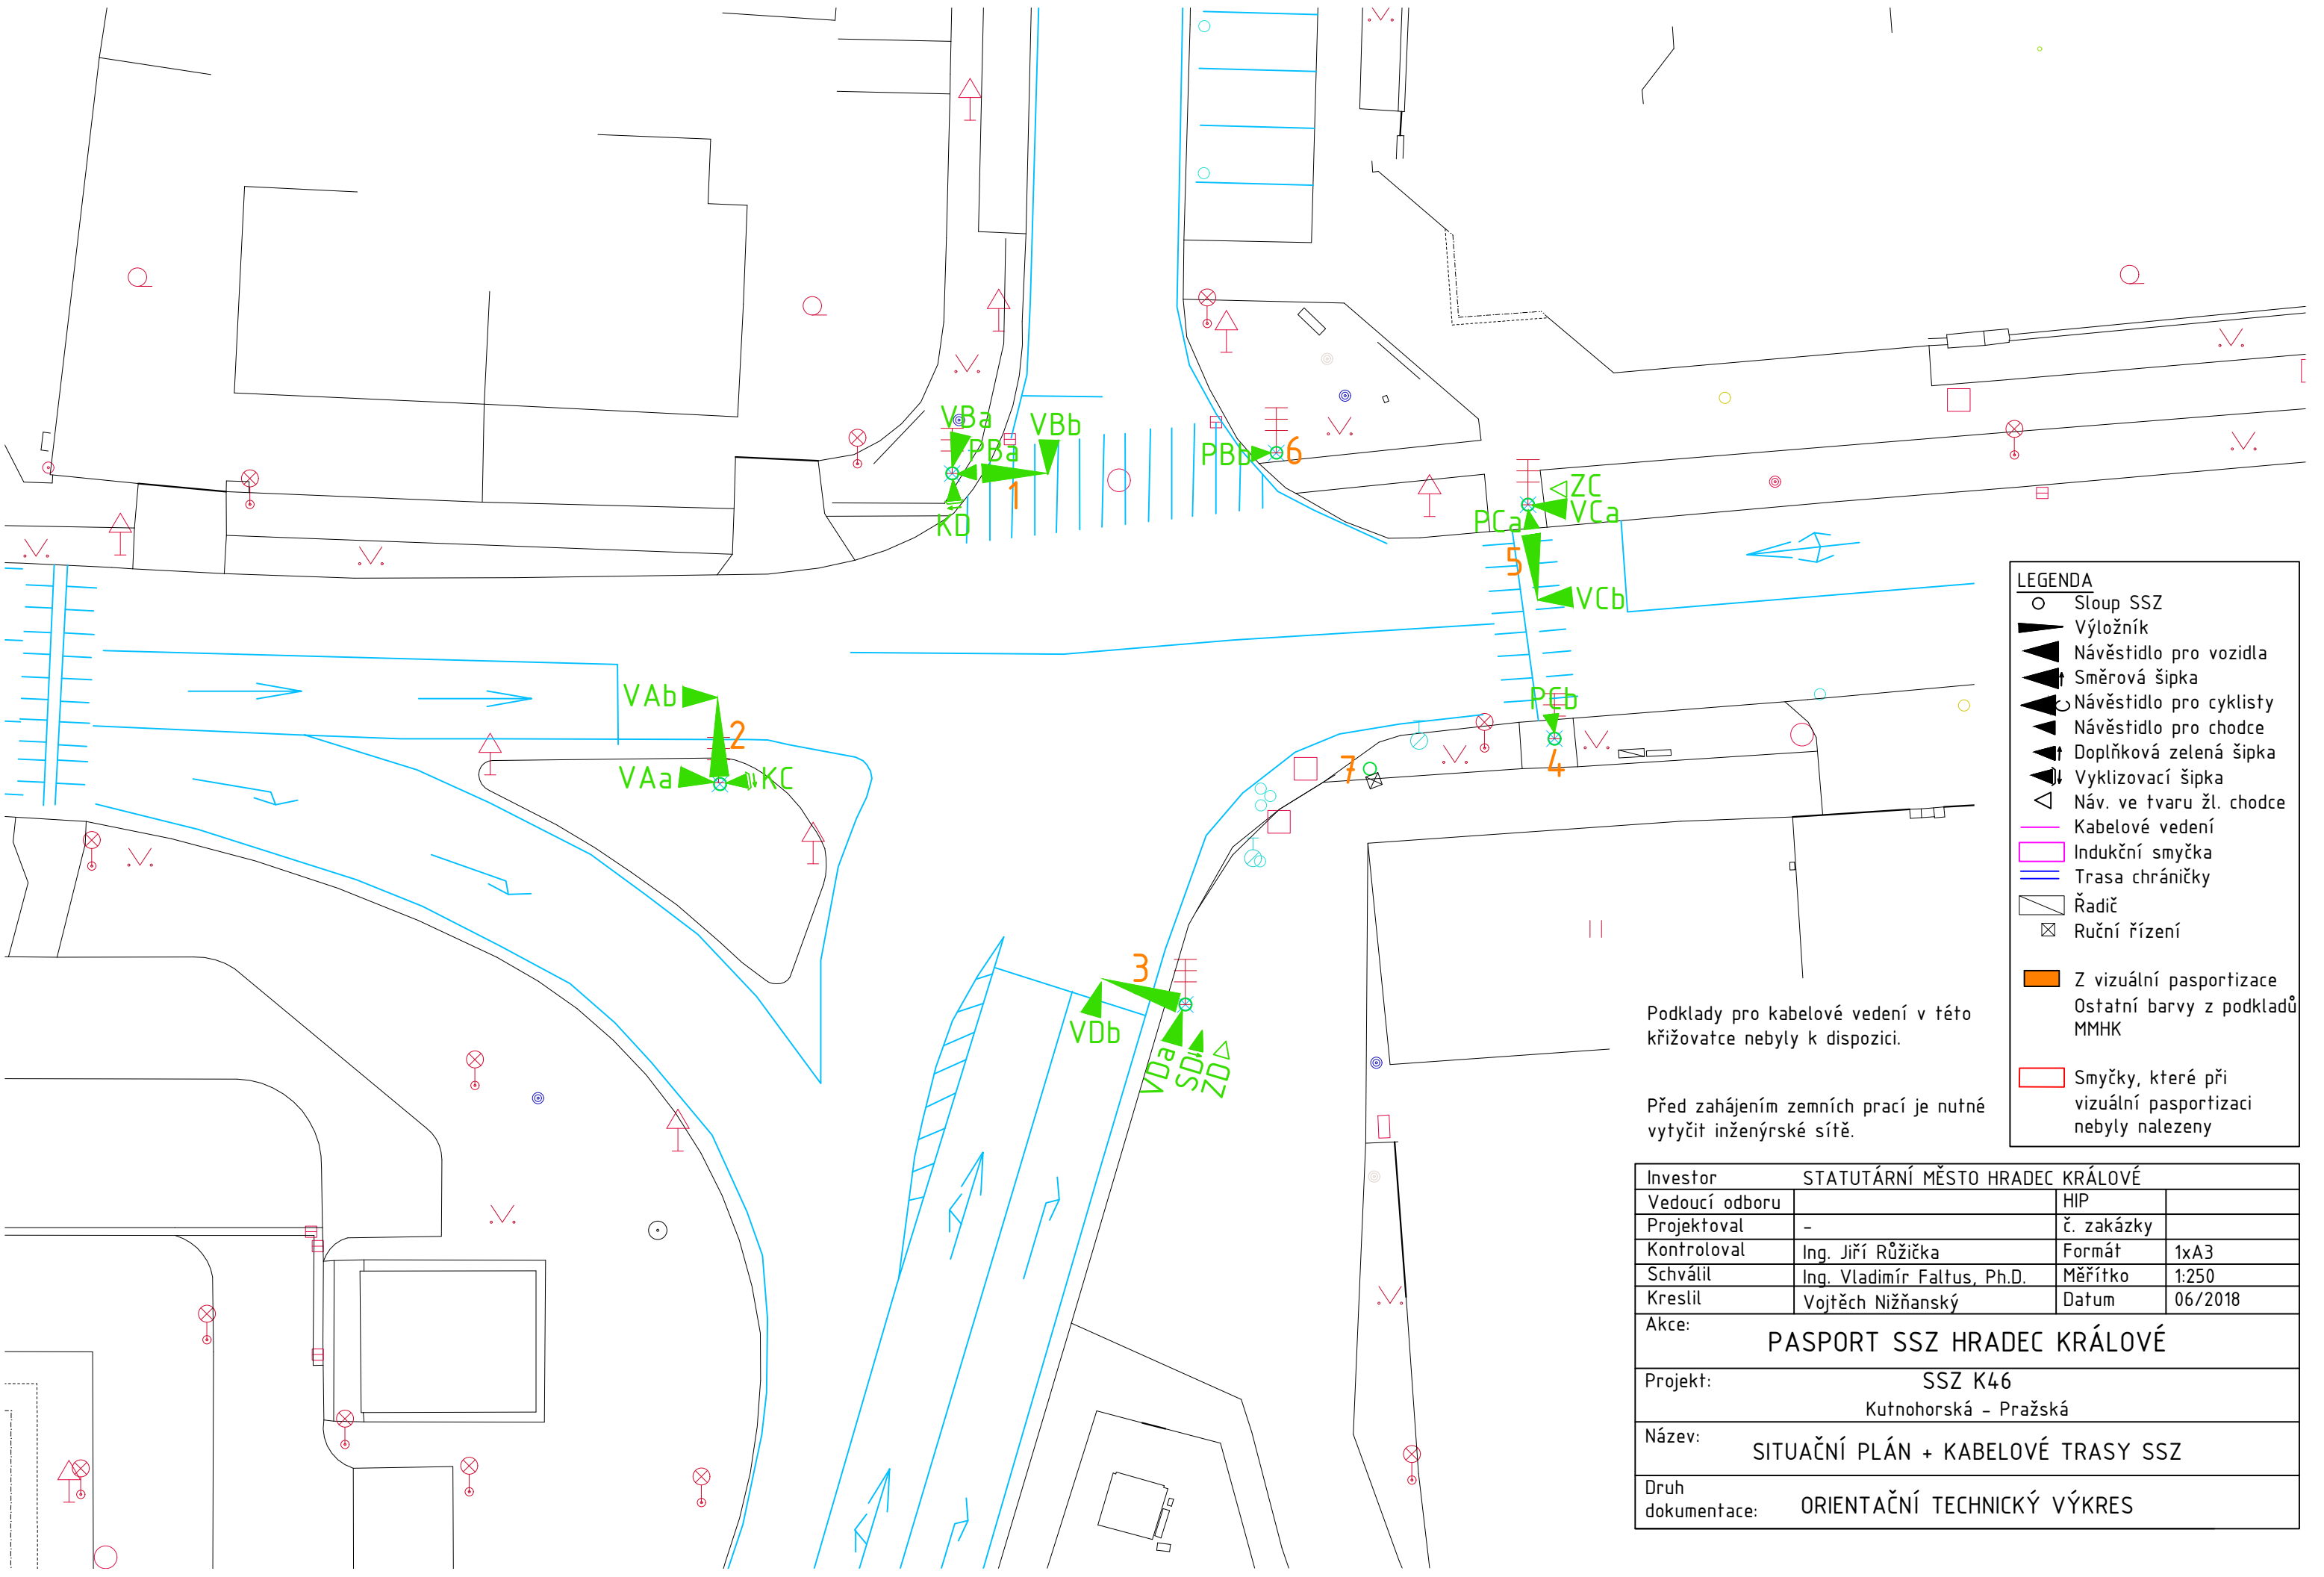 VBa
VBb
PBa
1
KD
PBb
6
ZC
VCa
PCa
5
VCb
VAb
2
VAa
KC
PCb
4
7
3
VDb
VDa
SD
ZD
LEGENDA
Sloup SSZ
Výložník
Návěstidlo pro vozidla
Směrová šipka
Návěstidlo pro cyklisty
Návěstidlo pro chodce
Doplňková zelená šipka
Vyklizovací šipka
Náv. ve tvaru žl. chodce
Kabelové vedení
Indukční smyčka
Trasa chráničky
Řadič
Ruční řízení
Z vizuální pasportizace
Ostatní barvy z podkladů
MMHK
Smyčky, které při
vizuální pasportizaci
nebyly nalezeny
Podklady pro kabelové vedení v této
křižovatce nebyly k dispozici.
Před zahájením zemních prací je nutné
vytyčit inženýrské sítě.
Investor STATUTÁRNÍ MĚSTO HRADEC KRÁLOVÉ
Vedoucí odboru HIP
Projektoval - č. zakázky
Kontroloval Ing. Jiří Růžička Formát 1xA3
Schválil Ing. Vladimír Faltus, Ph.D. Měřítko 1:250
Kreslil Vojtěch Nižňanský Datum 06/2018
Akce:
PASPORT SSZ HRADEC KRÁLOVÉ
Projekt: SSZ K46
Kutnohorská - Pražská
Název:
SITUAČNÍ PLÁN + KABELOVÉ TRASY SSZ
Druh
dokumentace: ORIENTAČNÍ TECHNICKÝ VÝKRES